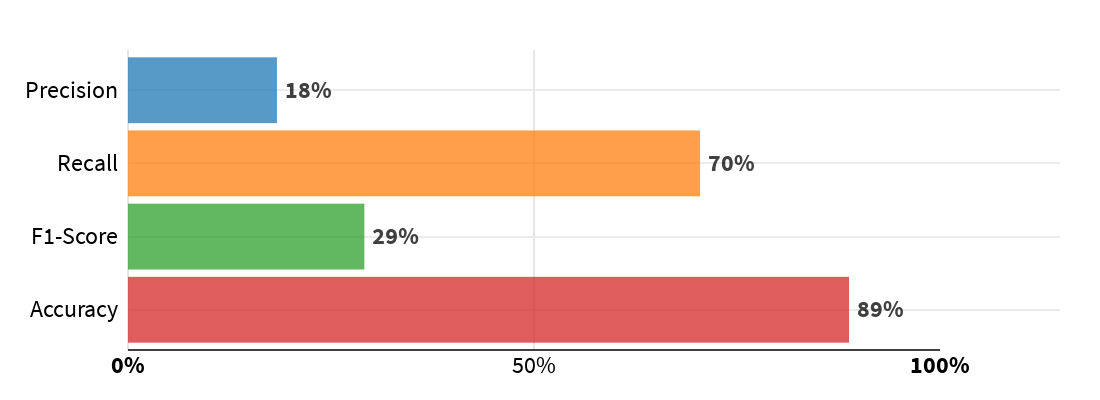 Precision 18%
Recall 70%
F1-Score 29%
Accuracy 89%
0% 50% 100%